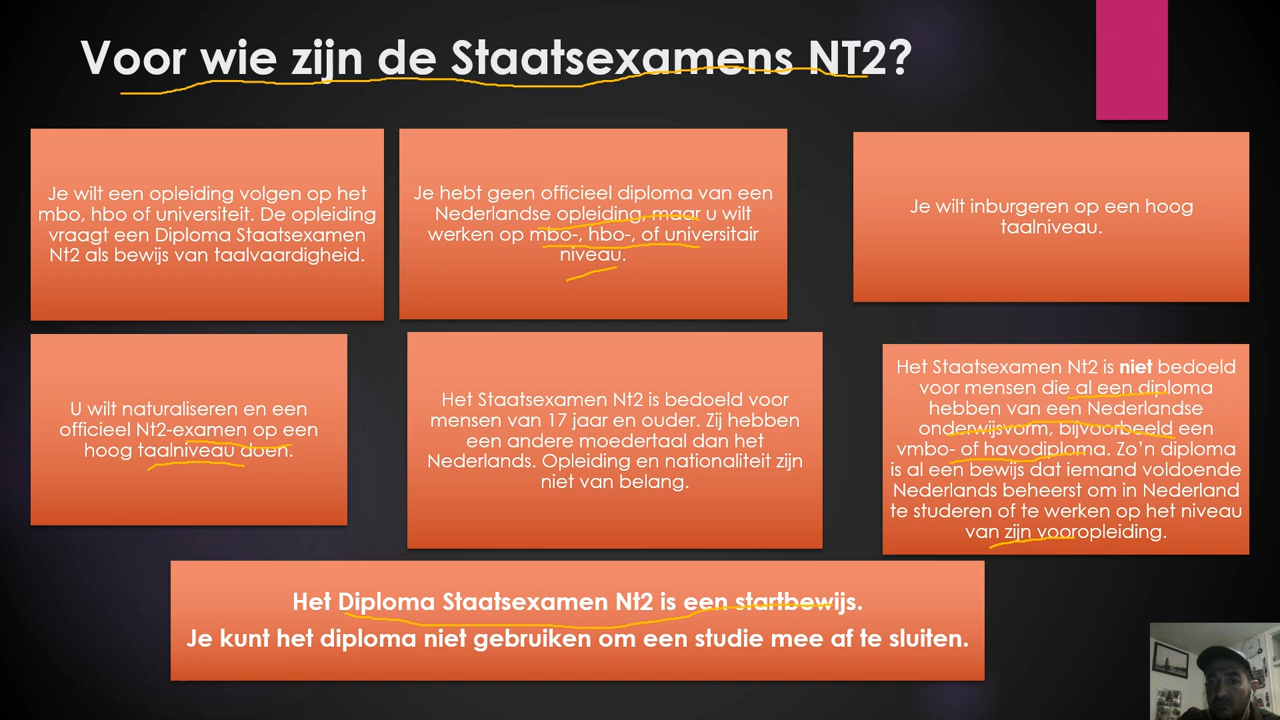 Voor wie zijn de Staatsexamens NT2?
Je wilt een opleiding volgen op het
mbo, hbo of universiteit. De opleiding
vraagt een Diploma Staatsexamen
Nt2 als bewijs van taalvaardigheid.
Je hebt geen officieel diploma van een
Nederlandse opleiding, maar u wilt
werken op mbo-, hbo-, of universitair
niveau.
Je wilt inburgeren op een hoog
taalniveau.
U wilt naturaliseren en een
officieel Nt2-examen op een
hoog taalniveau doen.
Het Staatsexamen Nt2 is bedoeld voor
mensen van 17 jaar en ouder. Zij hebben
een andere moedertaal dan het
Nederlands. Opleiding en nationaliteit zijn
niet van belang.
Het Staatsexamen Nt2 is niet bedoeld
voor mensen die al een diploma
hebben van een Nederlandse
onderwijsvorm, bijvoorbeeld een
vmbo- of havodiploma. Zo'n diploma
is al een bewijs dat iemand voldoende
Nederlands beheerst om in Nederland
te studeren of te werken op het niveau
van zijn vooropleiding.
Het Diploma Staatsexamen Nt2 is een startbewijs.
Je kunt het diploma niet gebruiken om een studie mee af te sluiten.